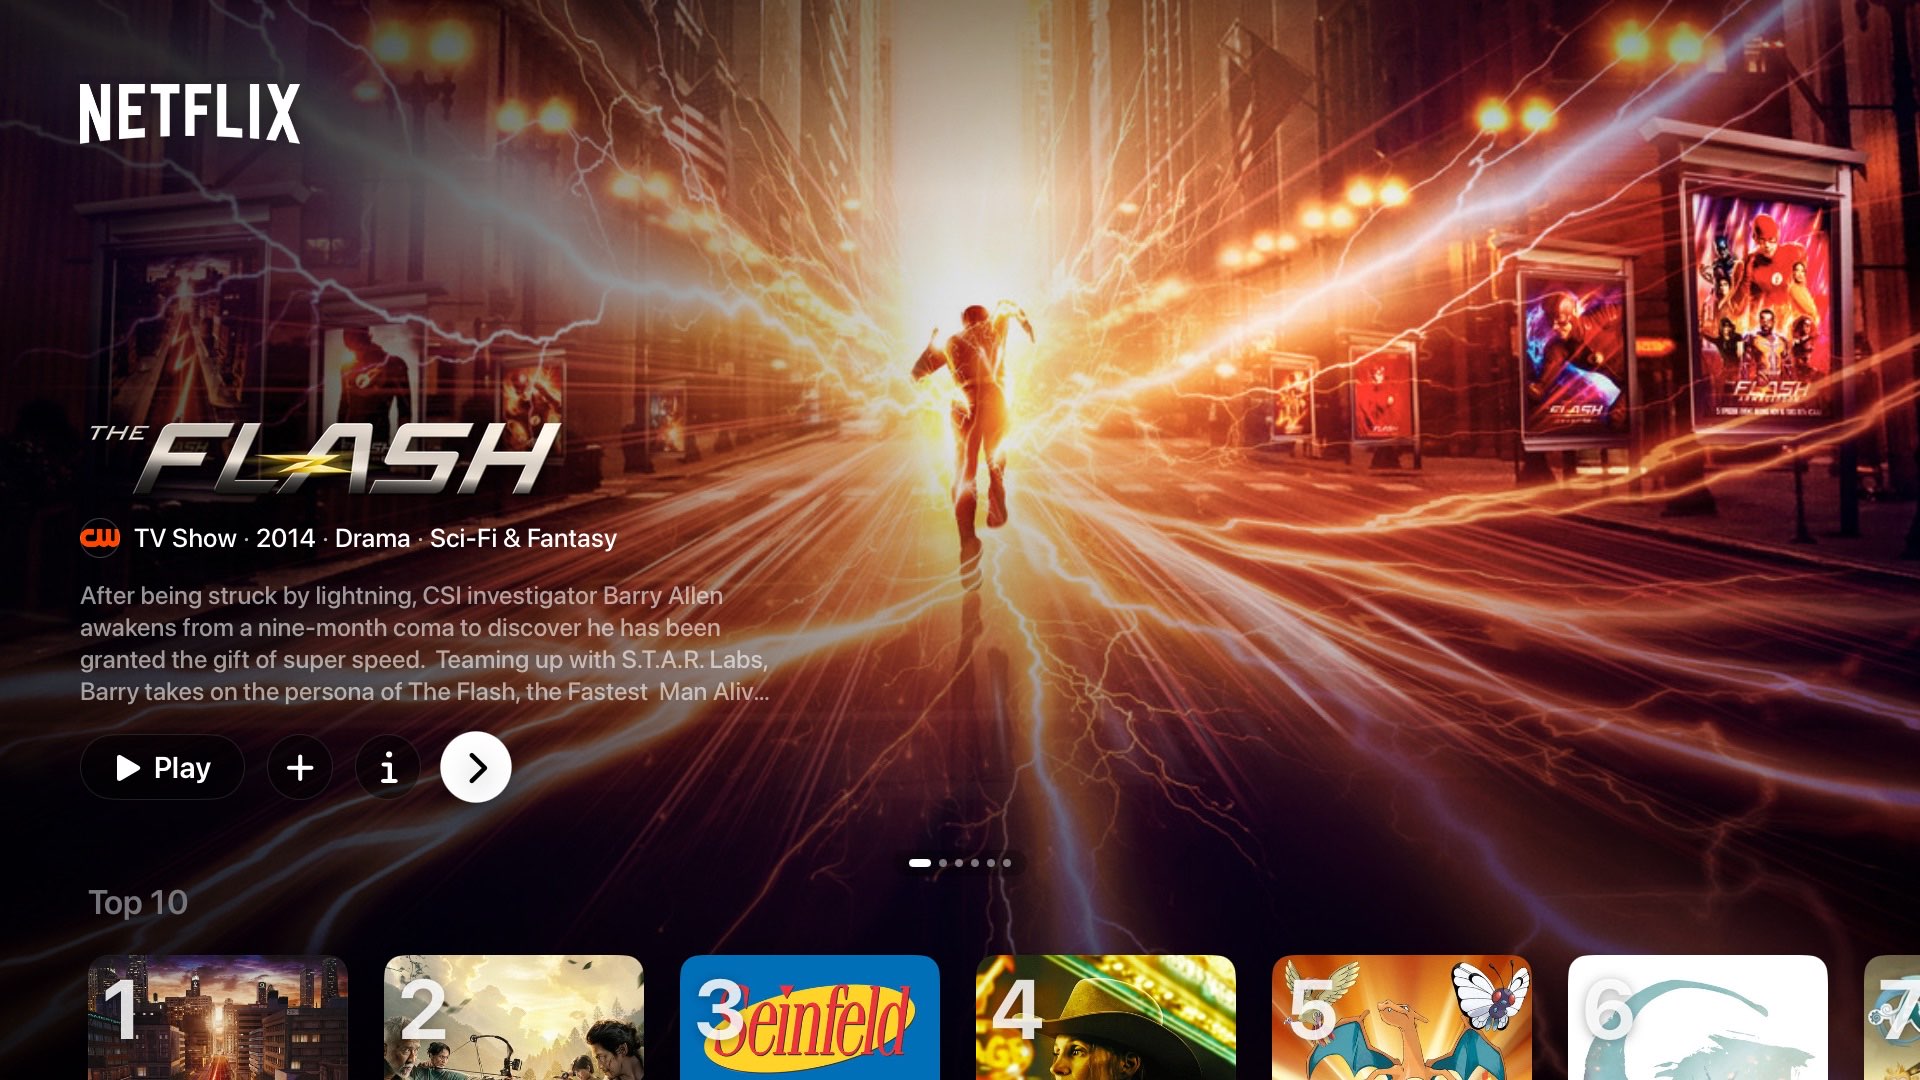 NETFLIX
THE FLASH
CW TV Show · 2014 · Drama · Sci-Fi & Fantasy
After being struck by lightning, CSI investigator Barry Allen
awakens from a nine-month coma to discover he has been
granted the gift of super speed.  Teaming up with S.T.A.R. Labs,
Barry takes on the persona of The Flash, the Fastest  Man Aliv...
Play
FLASH
FLASH
Top 10
1
2
3
Seinfeld
4
5
6
7